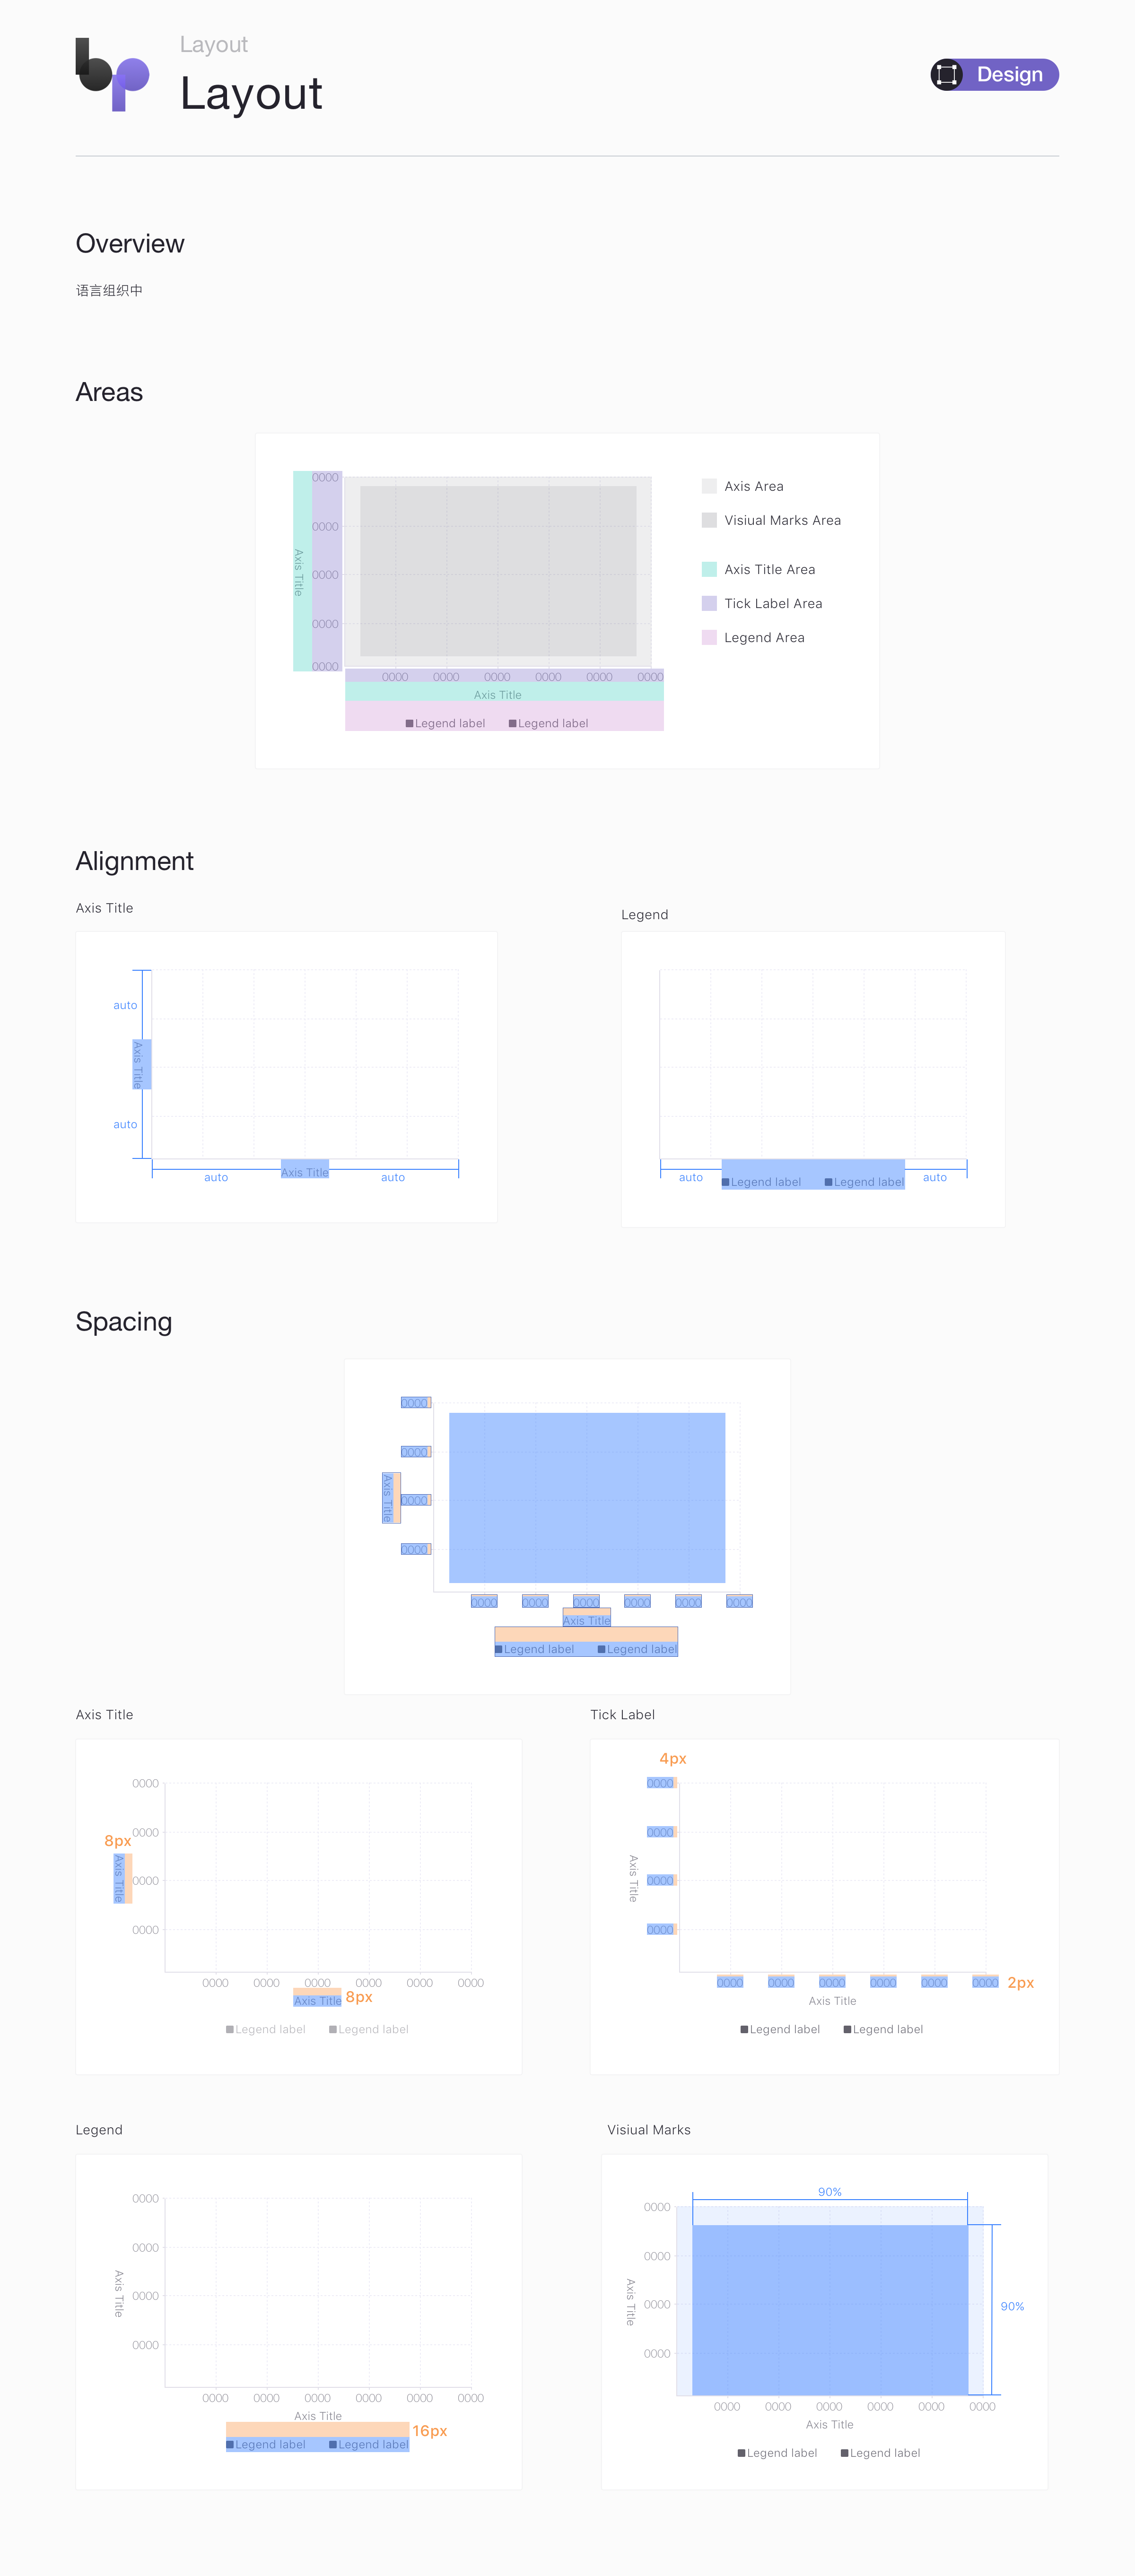 Layout
Layout
Design
Overview
语言组织中
Areas
0000
0000
0000
0000
0000
Axis Title
0000 0000 0000 0000 0000 0000
Axis Title
Legend label Legend label
Axis Area
Visiual Marks Area
Axis Title Area
Tick Label Area
Legend Area
Alignment
Axis Title
auto
Axis Title
auto
auto Axis Title auto
Legend
auto Legend label Legend label auto
Spacing
0000
0000
Axis Title
0000
0000
0000 0000 0000 0000 0000 0000
Axis Title
Legend label Legend label
Axis Title
0000
0000
8px
Axis Title
0000
0000
0000 0000 0000 0000 0000 0000
Axis Title 8px
Legend label Legend label
Tick Label
4px
0000
0000
Axis Title
0000
0000
0000 0000 0000 0000 0000 0000 2px
Axis Title
Legend label Legend label
Legend
0000
0000
Axis Title
0000
0000
0000 0000 0000 0000 0000 0000
Axis Title
16px
Legend label Legend label
Visiual Marks
90%
0000
0000
Axis Title
0000
90%
0000
0000 0000 0000 0000 0000 0000
Axis Title
Legend label Legend label